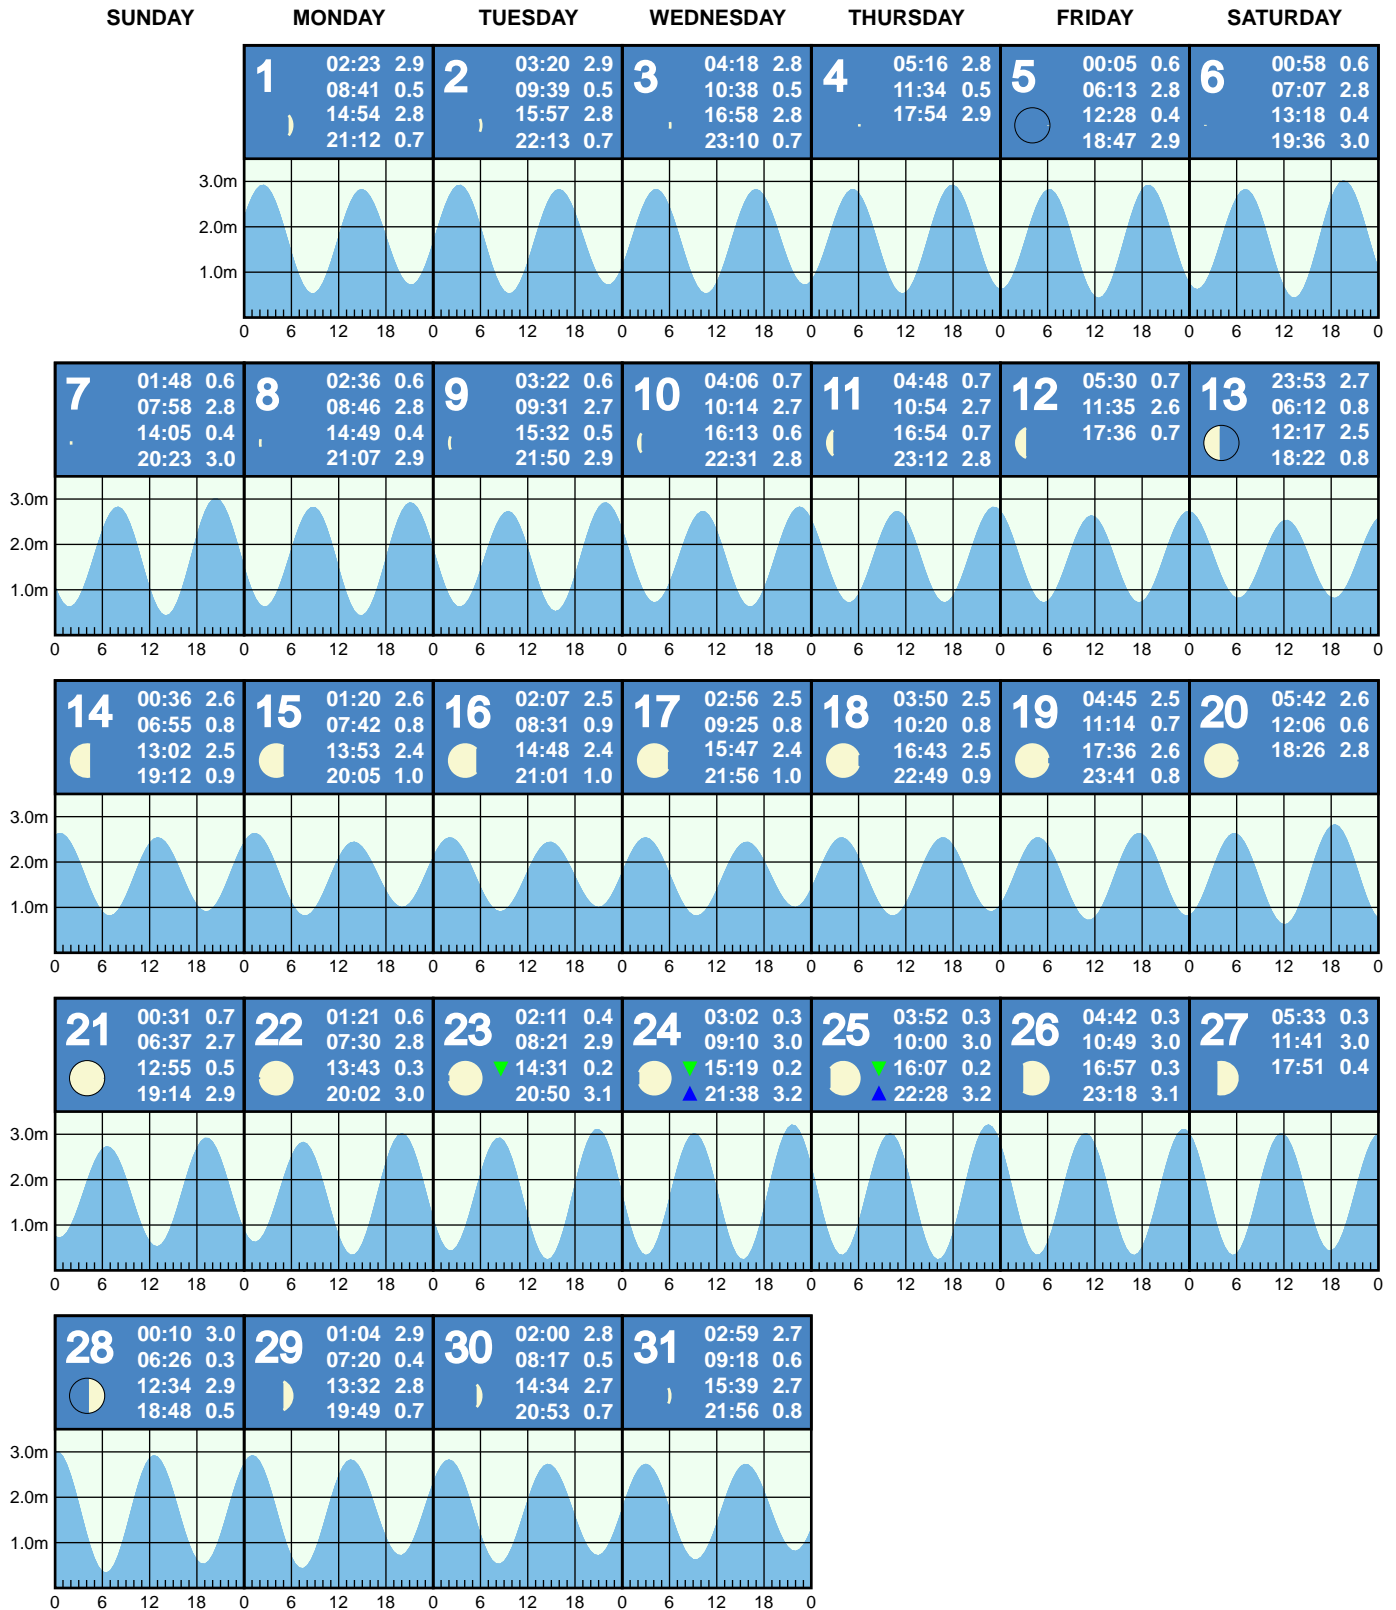 SUNDAY MONDAY TUESDAY WEDNESDAY THURSDAY FRIDAY SATURDAY
1 02:23 2.9
08:41 0.5
14:54 2.8
21:12 0.7
2 03:20 2.9
09:39 0.5
15:57 2.8
22:13 0.7
3 04:18 2.8
10:38 0.5
16:58 2.8
23:10 0.7
4 05:16 2.8
11:34 0.5
17:54 2.9
5 00:05 0.6
06:13 2.8
12:28 0.4
18:47 2.9
6 00:58 0.6
07:07 2.8
13:18 0.4
19:36 3.0
3.0m
2.0m
1.0m
0 6 12 18 0 6 12 18 0 6 12 18 0 6 12 18 0 6 12 18 0 6 12 18 0
7 01:48 0.6
07:58 2.8
14:05 0.4
20:23 3.0
8 02:36 0.6
08:46 2.8
14:49 0.4
21:07 2.9
9 03:22 0.6
09:31 2.7
15:32 0.5
21:50 2.9
10 04:06 0.7
10:14 2.7
16:13 0.6
22:31 2.8
11 04:48 0.7
10:54 2.7
16:54 0.7
23:12 2.8
12 05:30 0.7
11:35 2.6
17:36 0.7
13 23:53 2.7
06:12 0.8
12:17 2.5
18:22 0.8
3.0m
2.0m
1.0m
0 6 12 18 0 6 12 18 0 6 12 18 0 6 12 18 0 6 12 18 0 6 12 18 0 6 12 18 0
14 00:36 2.6
06:55 0.8
13:02 2.5
19:12 0.9
15 01:20 2.6
07:42 0.8
13:53 2.4
20:05 1.0
16 02:07 2.5
08:31 0.9
14:48 2.4
21:01 1.0
17 02:56 2.5
09:25 0.8
15:47 2.4
21:56 1.0
18 03:50 2.5
10:20 0.8
16:43 2.5
22:49 0.9
19 04:45 2.5
11:14 0.7
17:36 2.6
23:41 0.8
20 05:42 2.6
12:06 0.6
18:26 2.8
3.0m
2.0m
1.0m
0 6 12 18 0 6 12 18 0 6 12 18 0 6 12 18 0 6 12 18 0 6 12 18 0 6 12 18 0
21 00:31 0.7
06:37 2.7
12:55 0.5
19:14 2.9
22 01:21 0.6
07:30 2.8
13:43 0.3
20:02 3.0
23 02:11 0.4
08:21 2.9
14:31 0.2
20:50 3.1
24 03:02 0.3
09:10 3.0
15:19 0.2
21:38 3.2
25 03:52 0.3
10:00 3.0
16:07 0.2
22:28 3.2
26 04:42 0.3
10:49 3.0
16:57 0.3
23:18 3.1
27 05:33 0.3
11:41 3.0
17:51 0.4
3.0m
2.0m
1.0m
0 6 12 18 0 6 12 18 0 6 12 18 0 6 12 18 0 6 12 18 0 6 12 18 0 6 12 18 0
28 00:10 3.0
06:26 0.3
12:34 2.9
18:48 0.5
29 01:04 2.9
07:20 0.4
13:32 2.8
19:49 0.7
30 02:00 2.8
08:17 0.5
14:34 2.7
20:53 0.7
31 02:59 2.7
09:18 0.6
15:39 2.7
21:56 0.8
3.0m
2.0m
1.0m
0 6 12 18 0 6 12 18 0 6 12 18 0 6 12 18 0